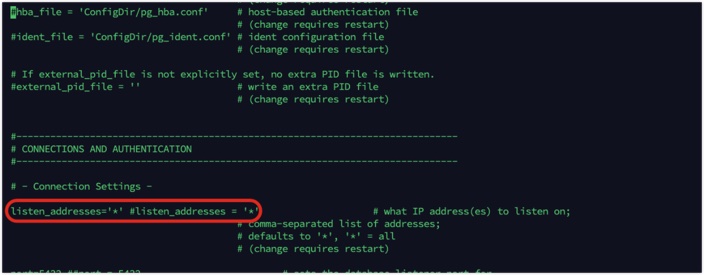 # (change requires restart)
#hba_file = 'ConfigDir/pg_hba.conf' # host-based authentication file
# (change requires restart)
#ident_file = 'ConfigDir/pg_ident.conf' # ident configuration file
# (change requires restart)
# If external_pid_file is not explicitly set, no extra PID file is written.
#external_pid_file = '' # write an extra PID file
# (change requires restart)
#------------------------------------------------------------------------------
# CONNECTIONS AND AUTHENTICATION
#------------------------------------------------------------------------------
# - Connection Settings -
listen_addresses='*' #listen_addresses = '*' # what IP address(es) to listen on;
# comma-separated list of addresses;
# defaults to '*', '*' = all
# (change requires restart)